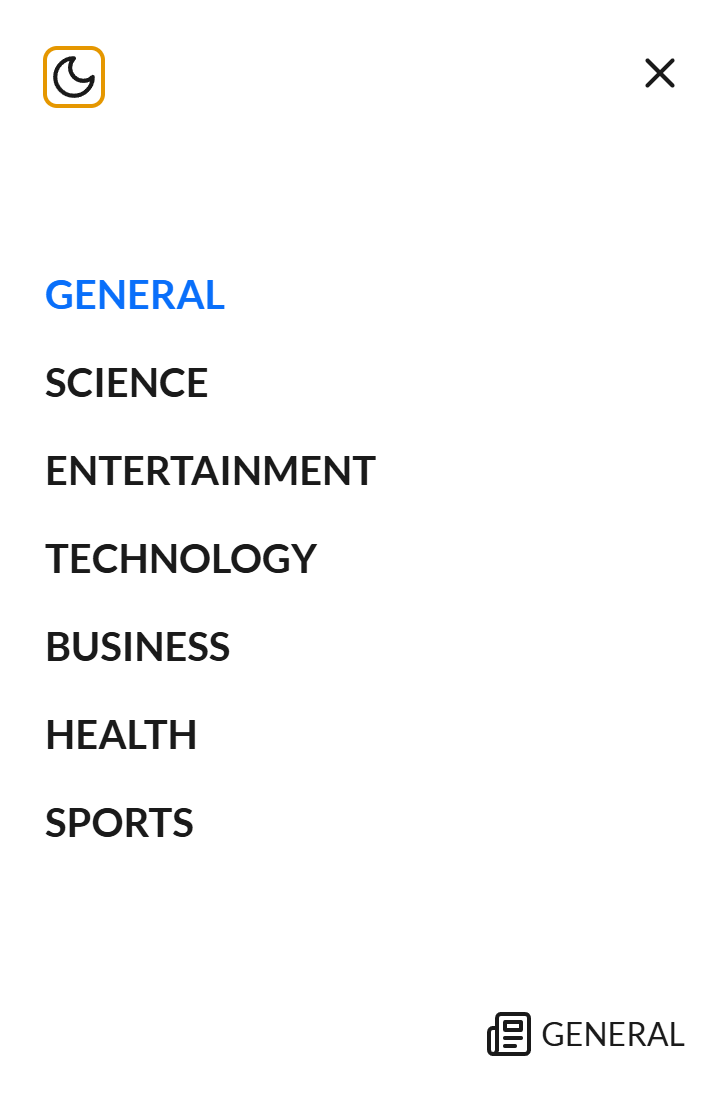 GENERAL
SCIENCE
ENTERTAINMENT
TECHNOLOGY
BUSINESS
HEALTH
SPORTS
GENERAL